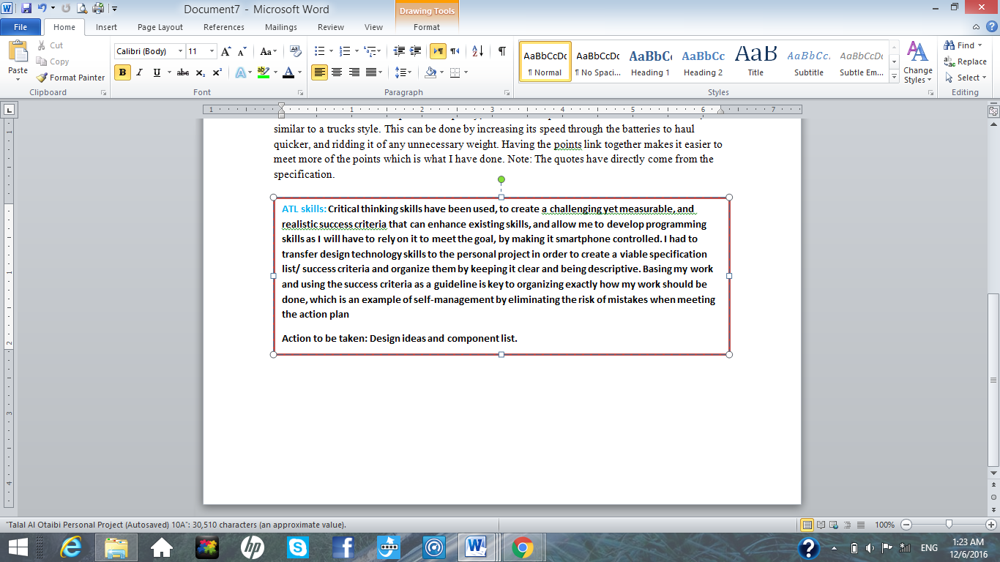 Document7 - Microsoft Word
Drawing Tools
File Home Insert Page Layout References Mailings Review View Format
Paste
Cut
Copy
Format Painter
Clipboard
Calibri (Body) 11
Font
Paragraph
AaBbCcDc AaBbCcDc AaBbCc AaBbCc AaB AaBbCc. AaBbCcDc
¶ Normal ¶ No Spaci... Heading 1 Heading 2 Title Subtitle Subtle Em...
Styles
Change Styles
Find
Replace
Select
Editing
similar to a trucks style. This can be done by increasing its speed through the batteries to haul
quicker, and ridding it of any unnecessary weight. Having the points link together makes it easier to
meet more of the points which is what I have done. Note: The quotes have directly come from the
specification.
ATL skills: Critical thinking skills have been used, to create a challenging yet measurable, and
realistic success criteria that can enhance existing skills, and allow me to develop programming
skills as I will have to rely on it to meet the goal, by making it smartphone controlled. I had to
transfer design technology skills to the personal project in order to create a viable specification
list/ success criteria and organize them by keeping it clear and being descriptive. Basing my work
and using the success criteria as a guideline is key to organizing exactly how my work should be
done, which is an example of self-management by eliminating the risk of mistakes when meeting
the action plan
Action to be taken: Design ideas and component list.
"Talal Al Otaibi Personal Project (Autosaved) 10A": 30,510 characters (an approximate value).
100%
ENG
1:23 AM
12/6/2016